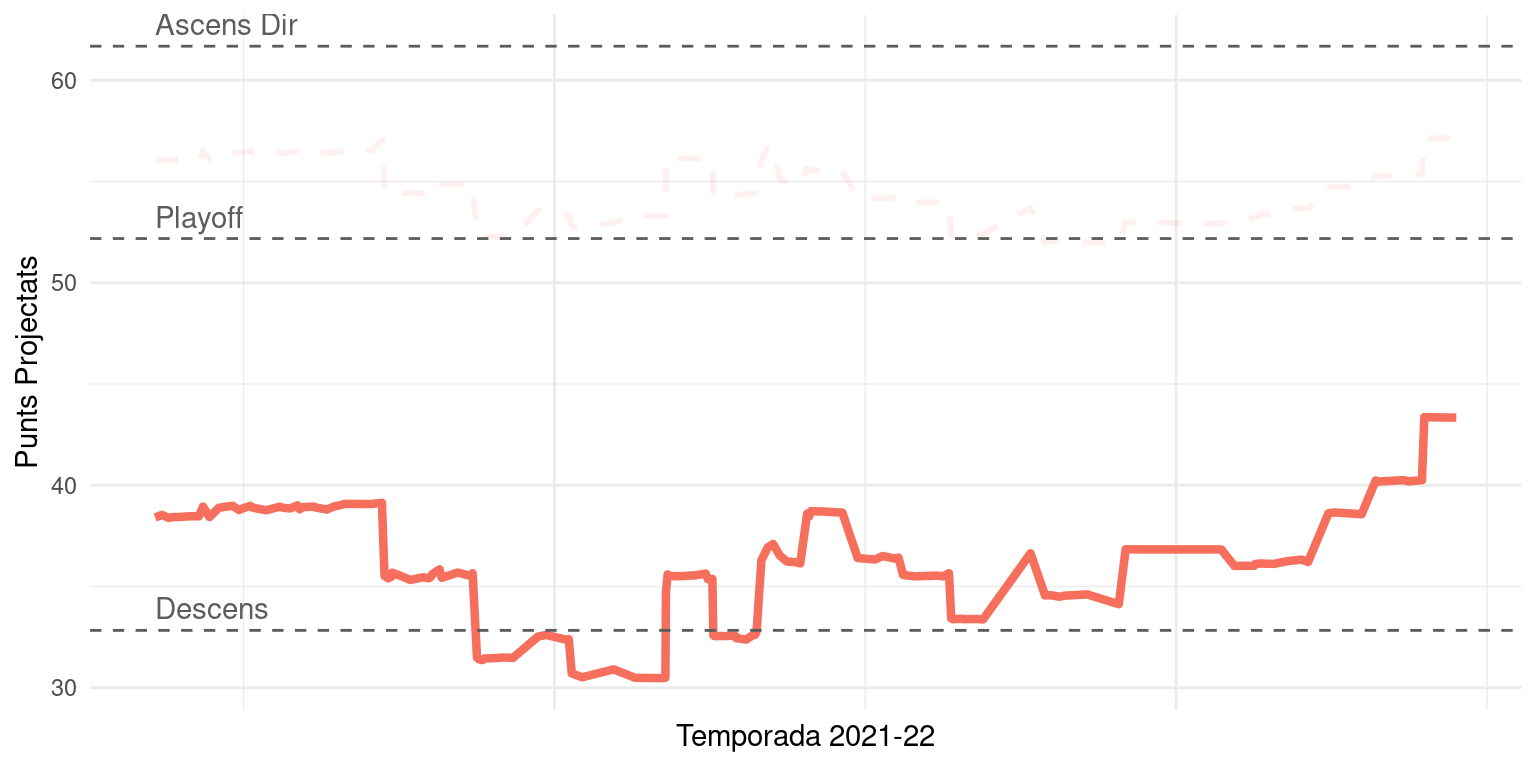 Ascens Dir
60
Playoff
50
40
Descens
30
Punts Projectats
Temporada 2021-22